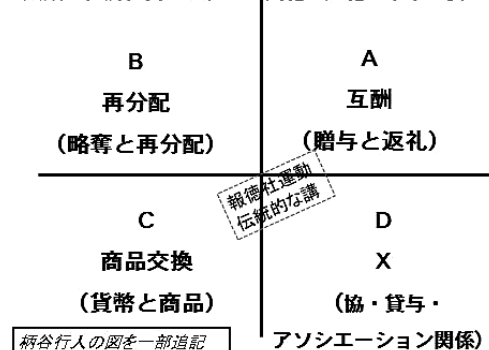 B
再分配
(略奪と再分配)
A
互酬
(贈与と返礼)
報徳社運動
伝統的な講
C
商品交換
(貨幣と商品)
D
X
(協・貸与・
アソシエーション関係)
柄谷行人の図を一部追記